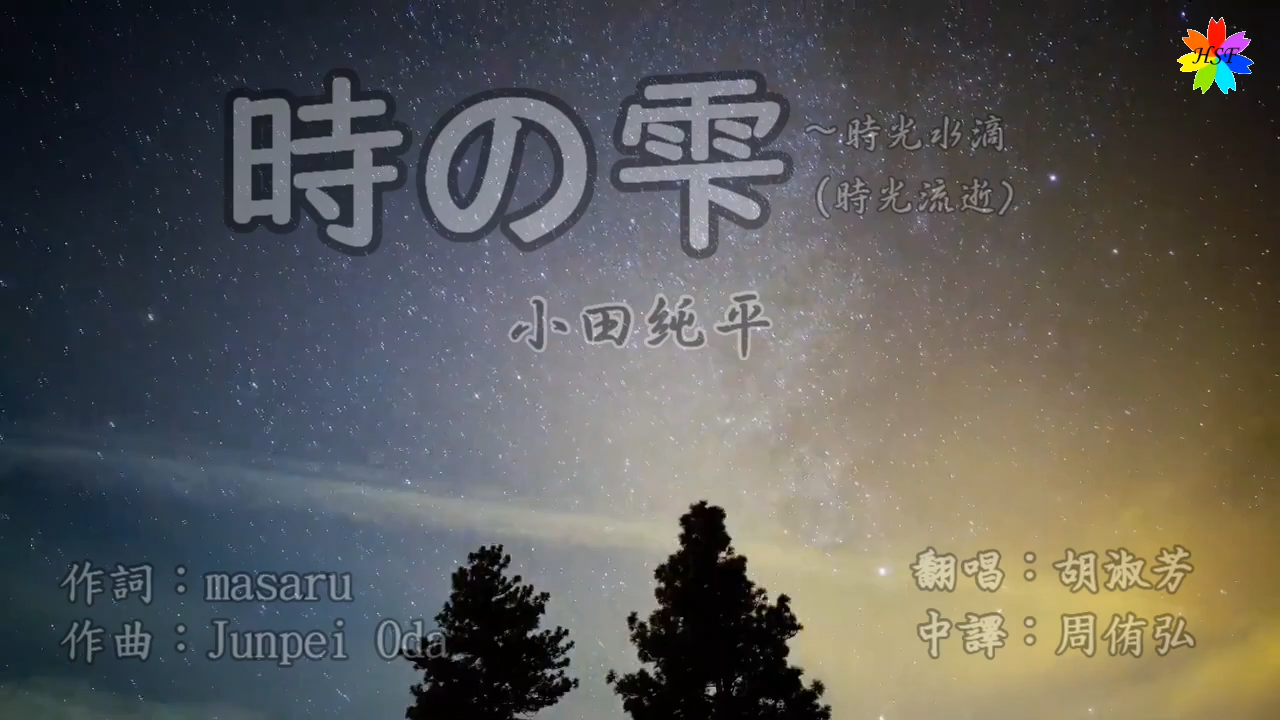 HSF
時の雫
～時光水滴
(時光流逝)
小田純平
作詞：masaru
作曲：Junpei Oda
翻唱：胡淑芳
中譯：周侑弘